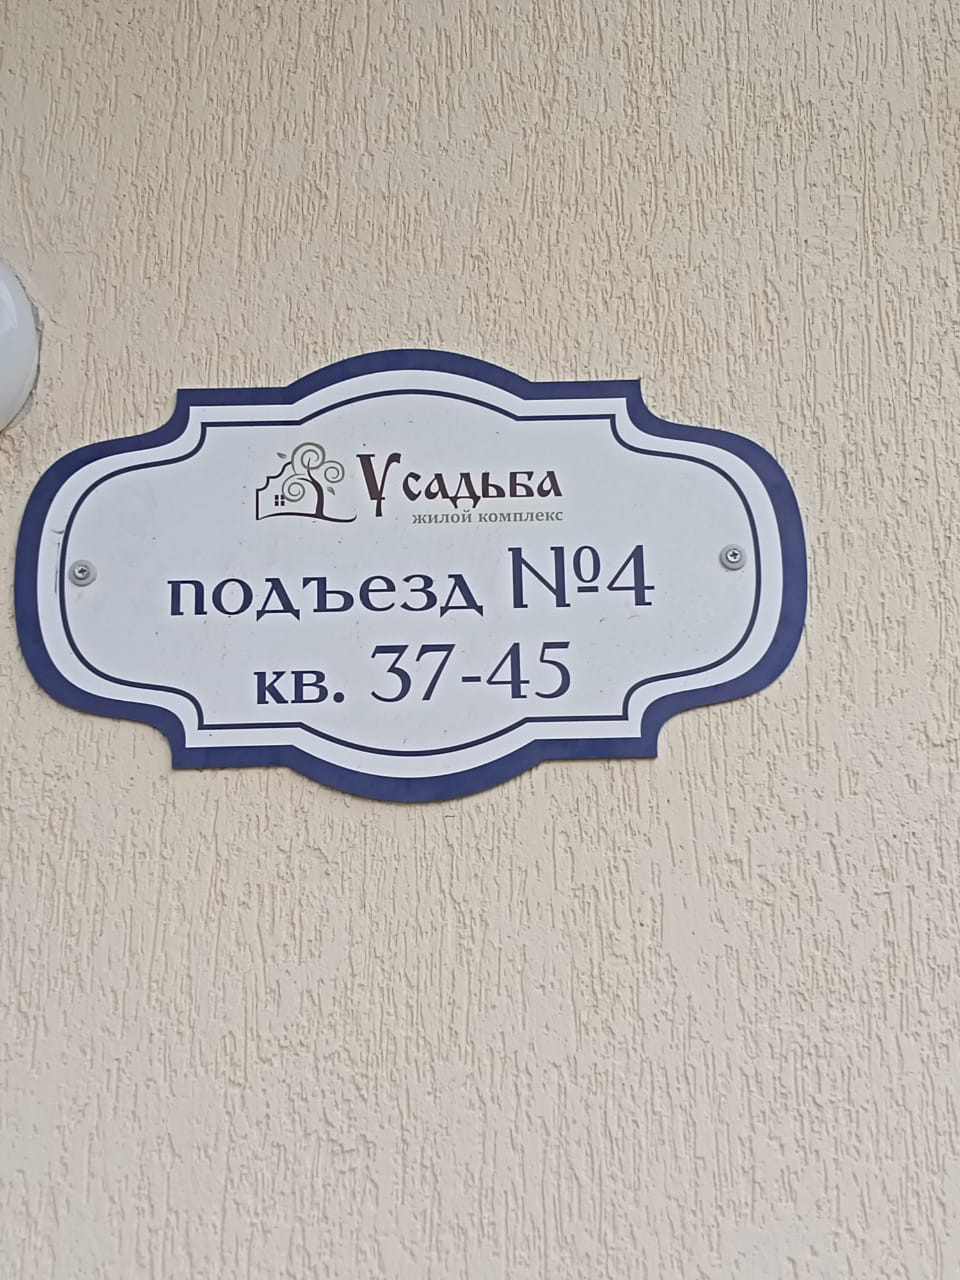 Усадьба
жилой комплекс
подъезд №4
кв. 37-45